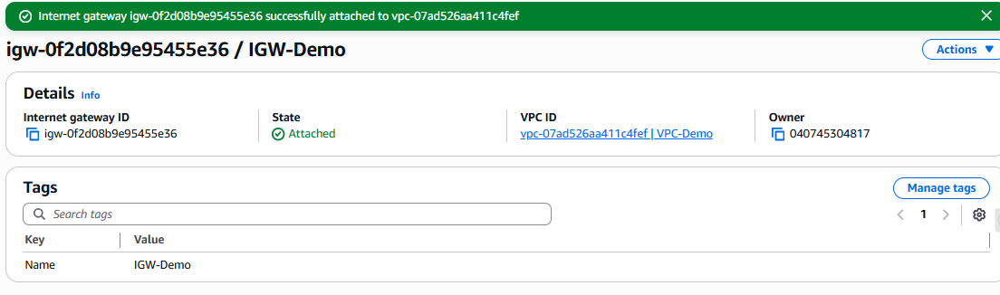 Internet gateway igw-0f2d08b9e95455e36 successfully attached to vpc-07ad526aa411c4fef
igw-0f2d08b9e95455e36 / IGW-Demo
Actions
Details Info
Internet gateway ID
igw-0f2d08b9e95455e36
State
Attached
VPC ID
vpc-07ad526aa411c4fef | VPC-Demo
Owner
040745304817
Tags
Manage tags
Search tags
1
Key Value
Name IGW-Demo